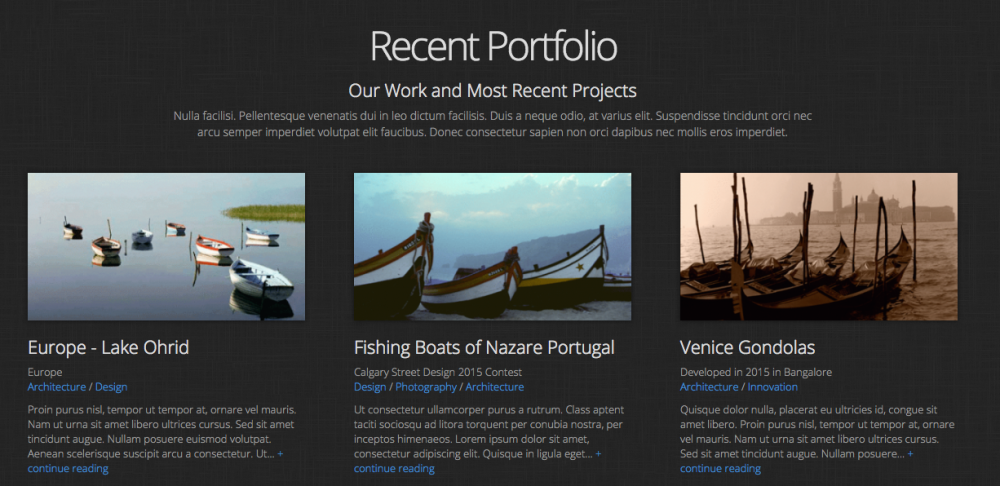 Recent Portfolio
Our Work and Most Recent Projects
Nulla facilisi. Pellentesque venenatis dui in leo dictum facilisis. Duis a neque odio, at varius elit. Suspendisse tincidunt orci nec
arcu semper imperdiet volutpat elit faucibus. Donec consectetur sapien non orci dapibus nec mollis eros imperdiet.
Europe - Lake Ohrid
Europe
Architecture / Design
Proin purus nisl, tempor ut tempor at, ornare vel mauris.
Nam ut urna sit amet libero ultrices cursus. Sed sit amet
tincidunt augue. Nullam posuere euismod volutpat.
Aenean scelerisque suscipit arcu a consectetur. Ut... +
continue reading
Fishing Boats of Nazare Portugal
Calgary Street Design 2015 Contest
Design / Photography / Architecture
Ut consectetur ullamcorper purus a rutrum. Class aptent
taciti sociosqu ad litora torquent per conubia nostra, per
inceptos himenaeos. Lorem ipsum dolor sit amet,
consectetur adipiscing elit. Quisque in ligula eget... +
continue reading
Venice Gondolas
Developed in 2015 in Bangalore
Architecture / Innovation
Quisque dolor nulla, placerat eu ultricies id, congue sit
amet libero. Proin purus nisl, tempor ut tempor at, ornare
vel mauris. Nam ut urna sit amet libero ultrices cursus.
Sed sit amet tincidunt augue. Nullam posuere... +
continue reading